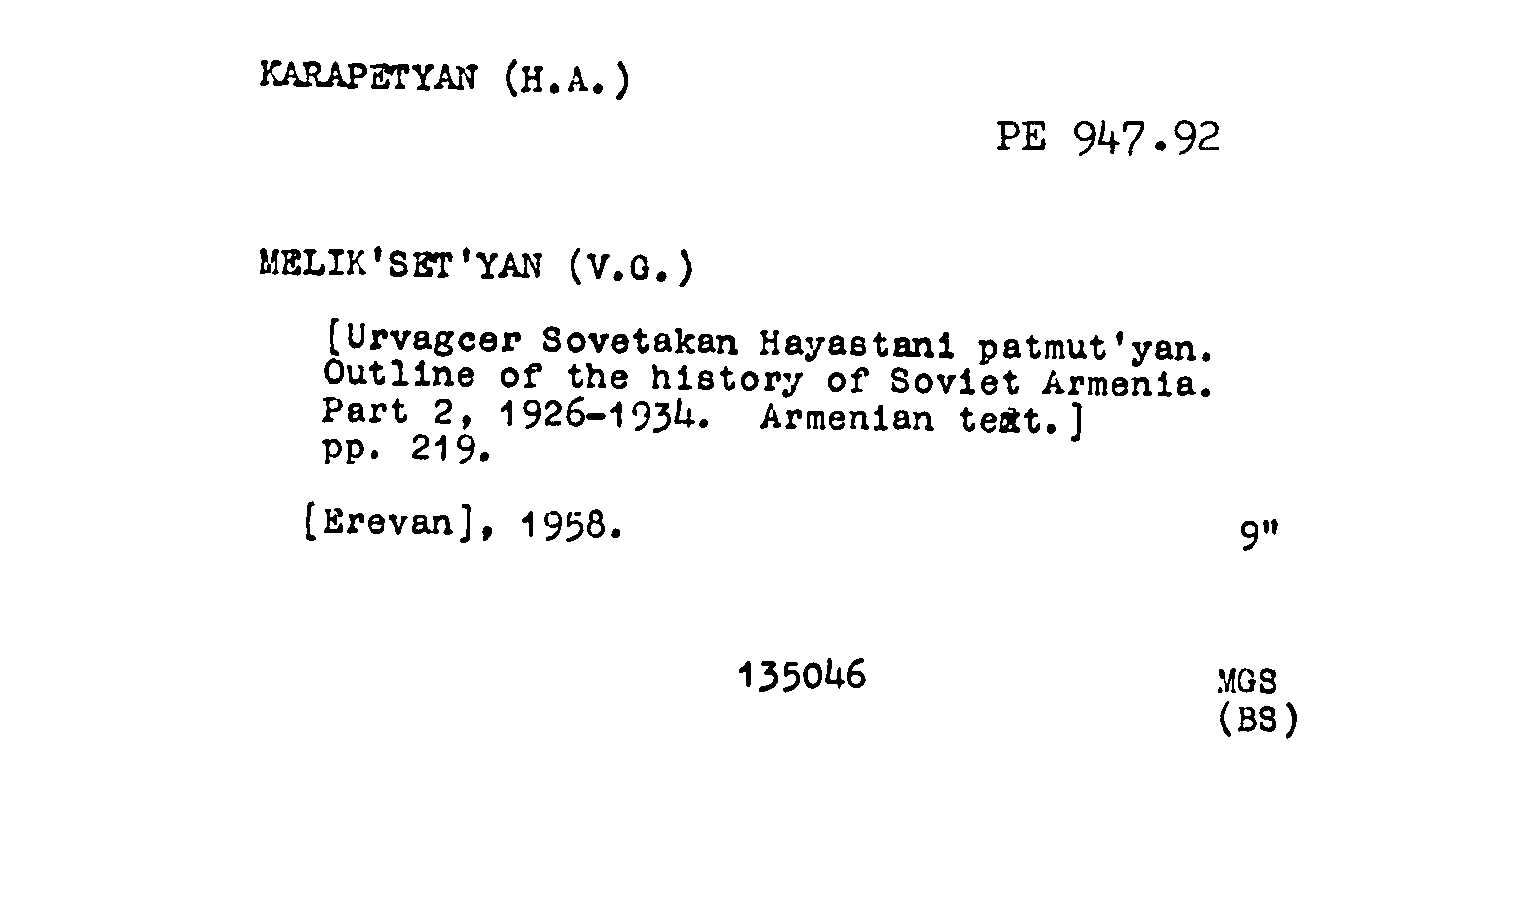 KARAPETYAN (H.A.)
PE 947.92
MELIK'SET'YAN (V.G.)
[Urvagcer Sovetakan Hayastani patmut'yan.
Outline of the history of Soviet Armenia.
Part 2, 1926-1934. Armenian text.]
pp. 219.
[Erevan], 1958.
9"
135046
MGS
(BS)